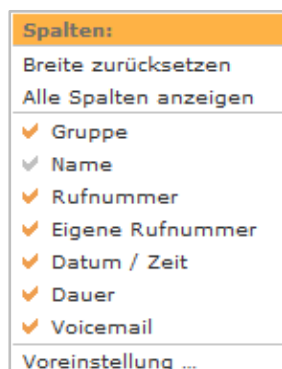 Spalten:
Breite zurücksetzen
Alle Spalten anzeigen
Gruppe
Name
Rufnummer
Eigene Rufnummer
Datum / Zeit
Dauer
Voicemail
Voreinstellung ...